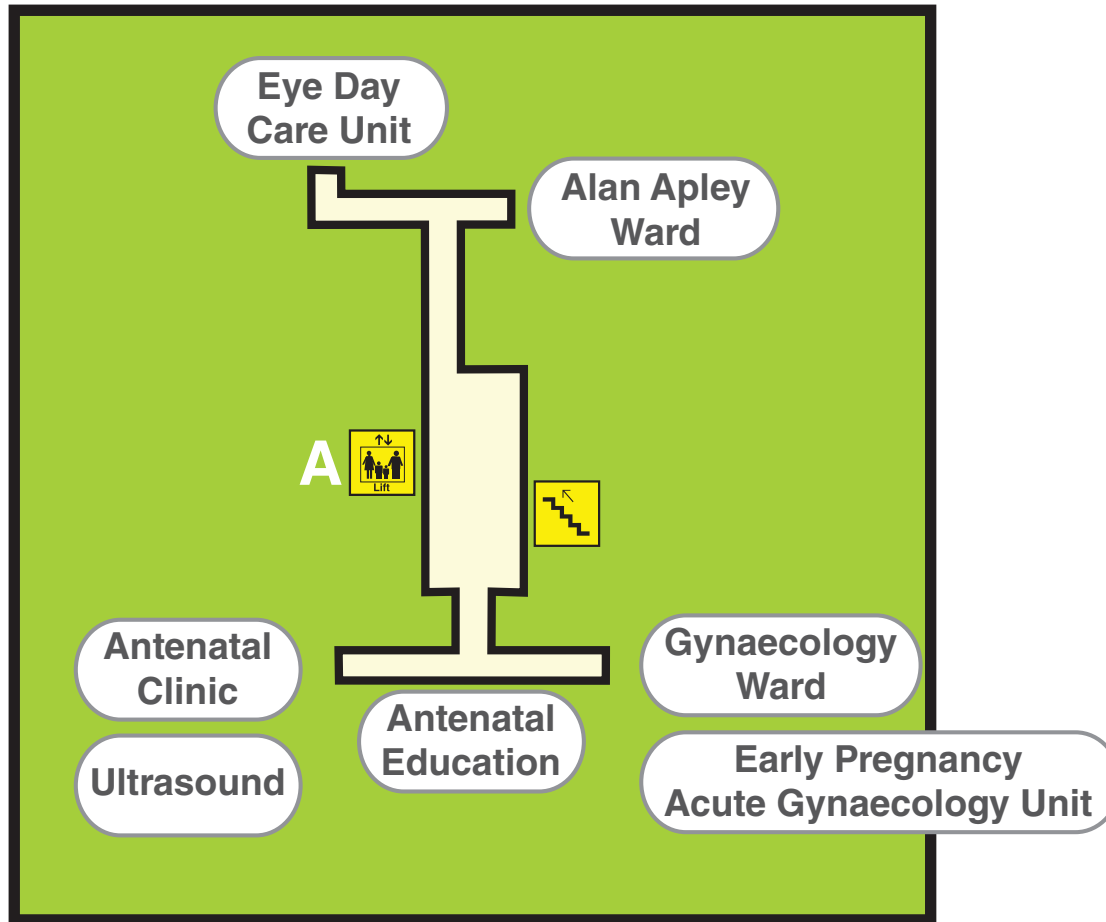 Eye Day
Care Unit
Alan Apley
Ward
A
Lift
Antenatal
Clinic
Ultrasound
Antenatal
Education
Gynaecology
Ward
Early Pregnancy
Acute Gynaecology Unit